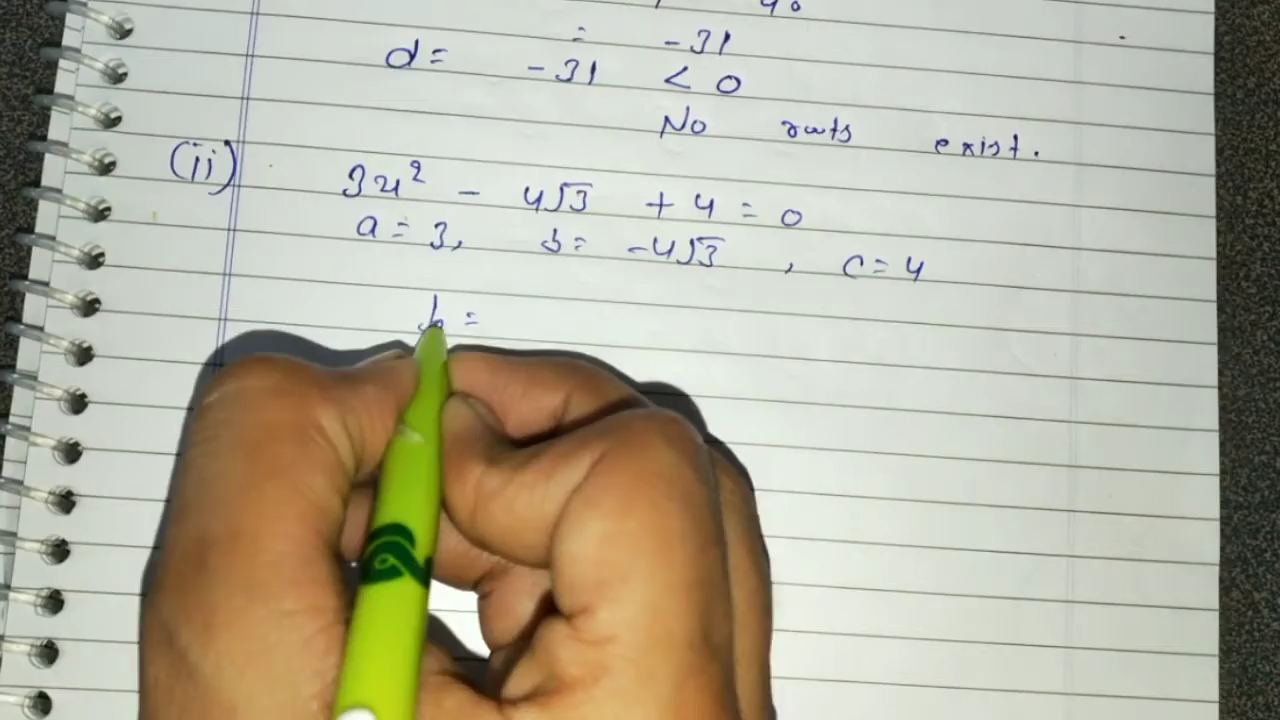 = -31
d = -31 < 0
No roots exist.
(ii) 3x² - 4√3 + 4 = 0
a = 3, b = -4√3 , c = 4
=